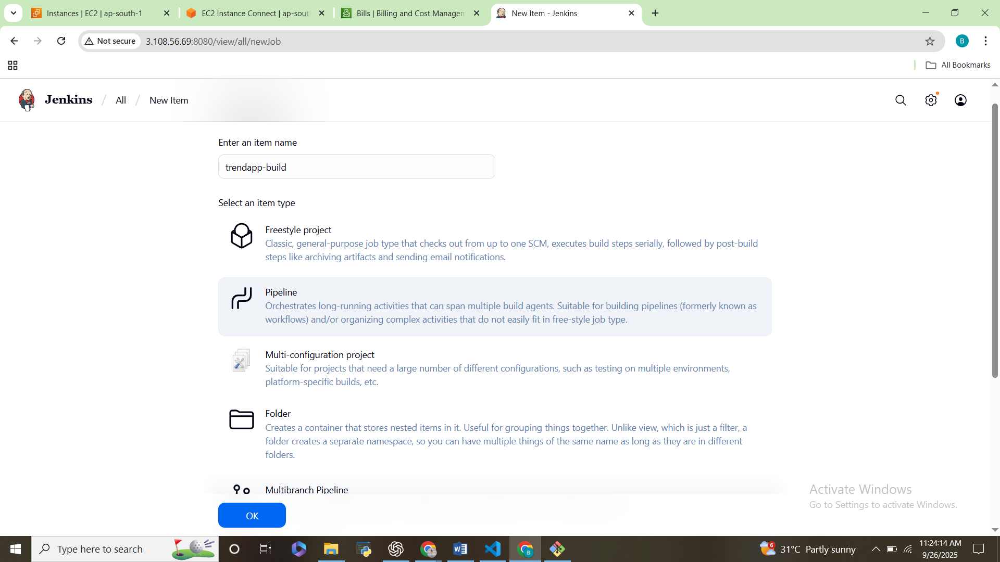 Instances | EC2 | ap-south-1
EC2 Instance Connect | ap-sout
Bills | Billing and Cost Managem
New Item - Jenkins
Not secure
3.108.56.69:8080/view/all/newJob
B
All Bookmarks
Jenkins / All / New Item
Enter an item name
trendapp-build
Select an item type
Freestyle project
Classic, general-purpose job type that checks out from up to one SCM, executes build steps serially, followed by post-build
steps like archiving artifacts and sending email notifications.
Pipeline
Orchestrates long-running activities that can span multiple build agents. Suitable for building pipelines (formerly known as
workflows) and/or organizing complex activities that do not easily fit in free-style job type.
Multi-configuration project
Suitable for projects that need a large number of different configurations, such as testing on multiple environments,
platform-specific builds, etc.
Folder
Creates a container that stores nested items in it. Useful for grouping things together. Unlike view, which is just a filter, a
folder creates a separate namespace, so you can have multiple things of the same name as long as they are in different
folders.
Multibranch Pipeline
OK
Activate Windows
Go to Settings to activate Windows.
Type here to search
B
6
31°C Partly sunny
11:24:14 AM
9/26/2025